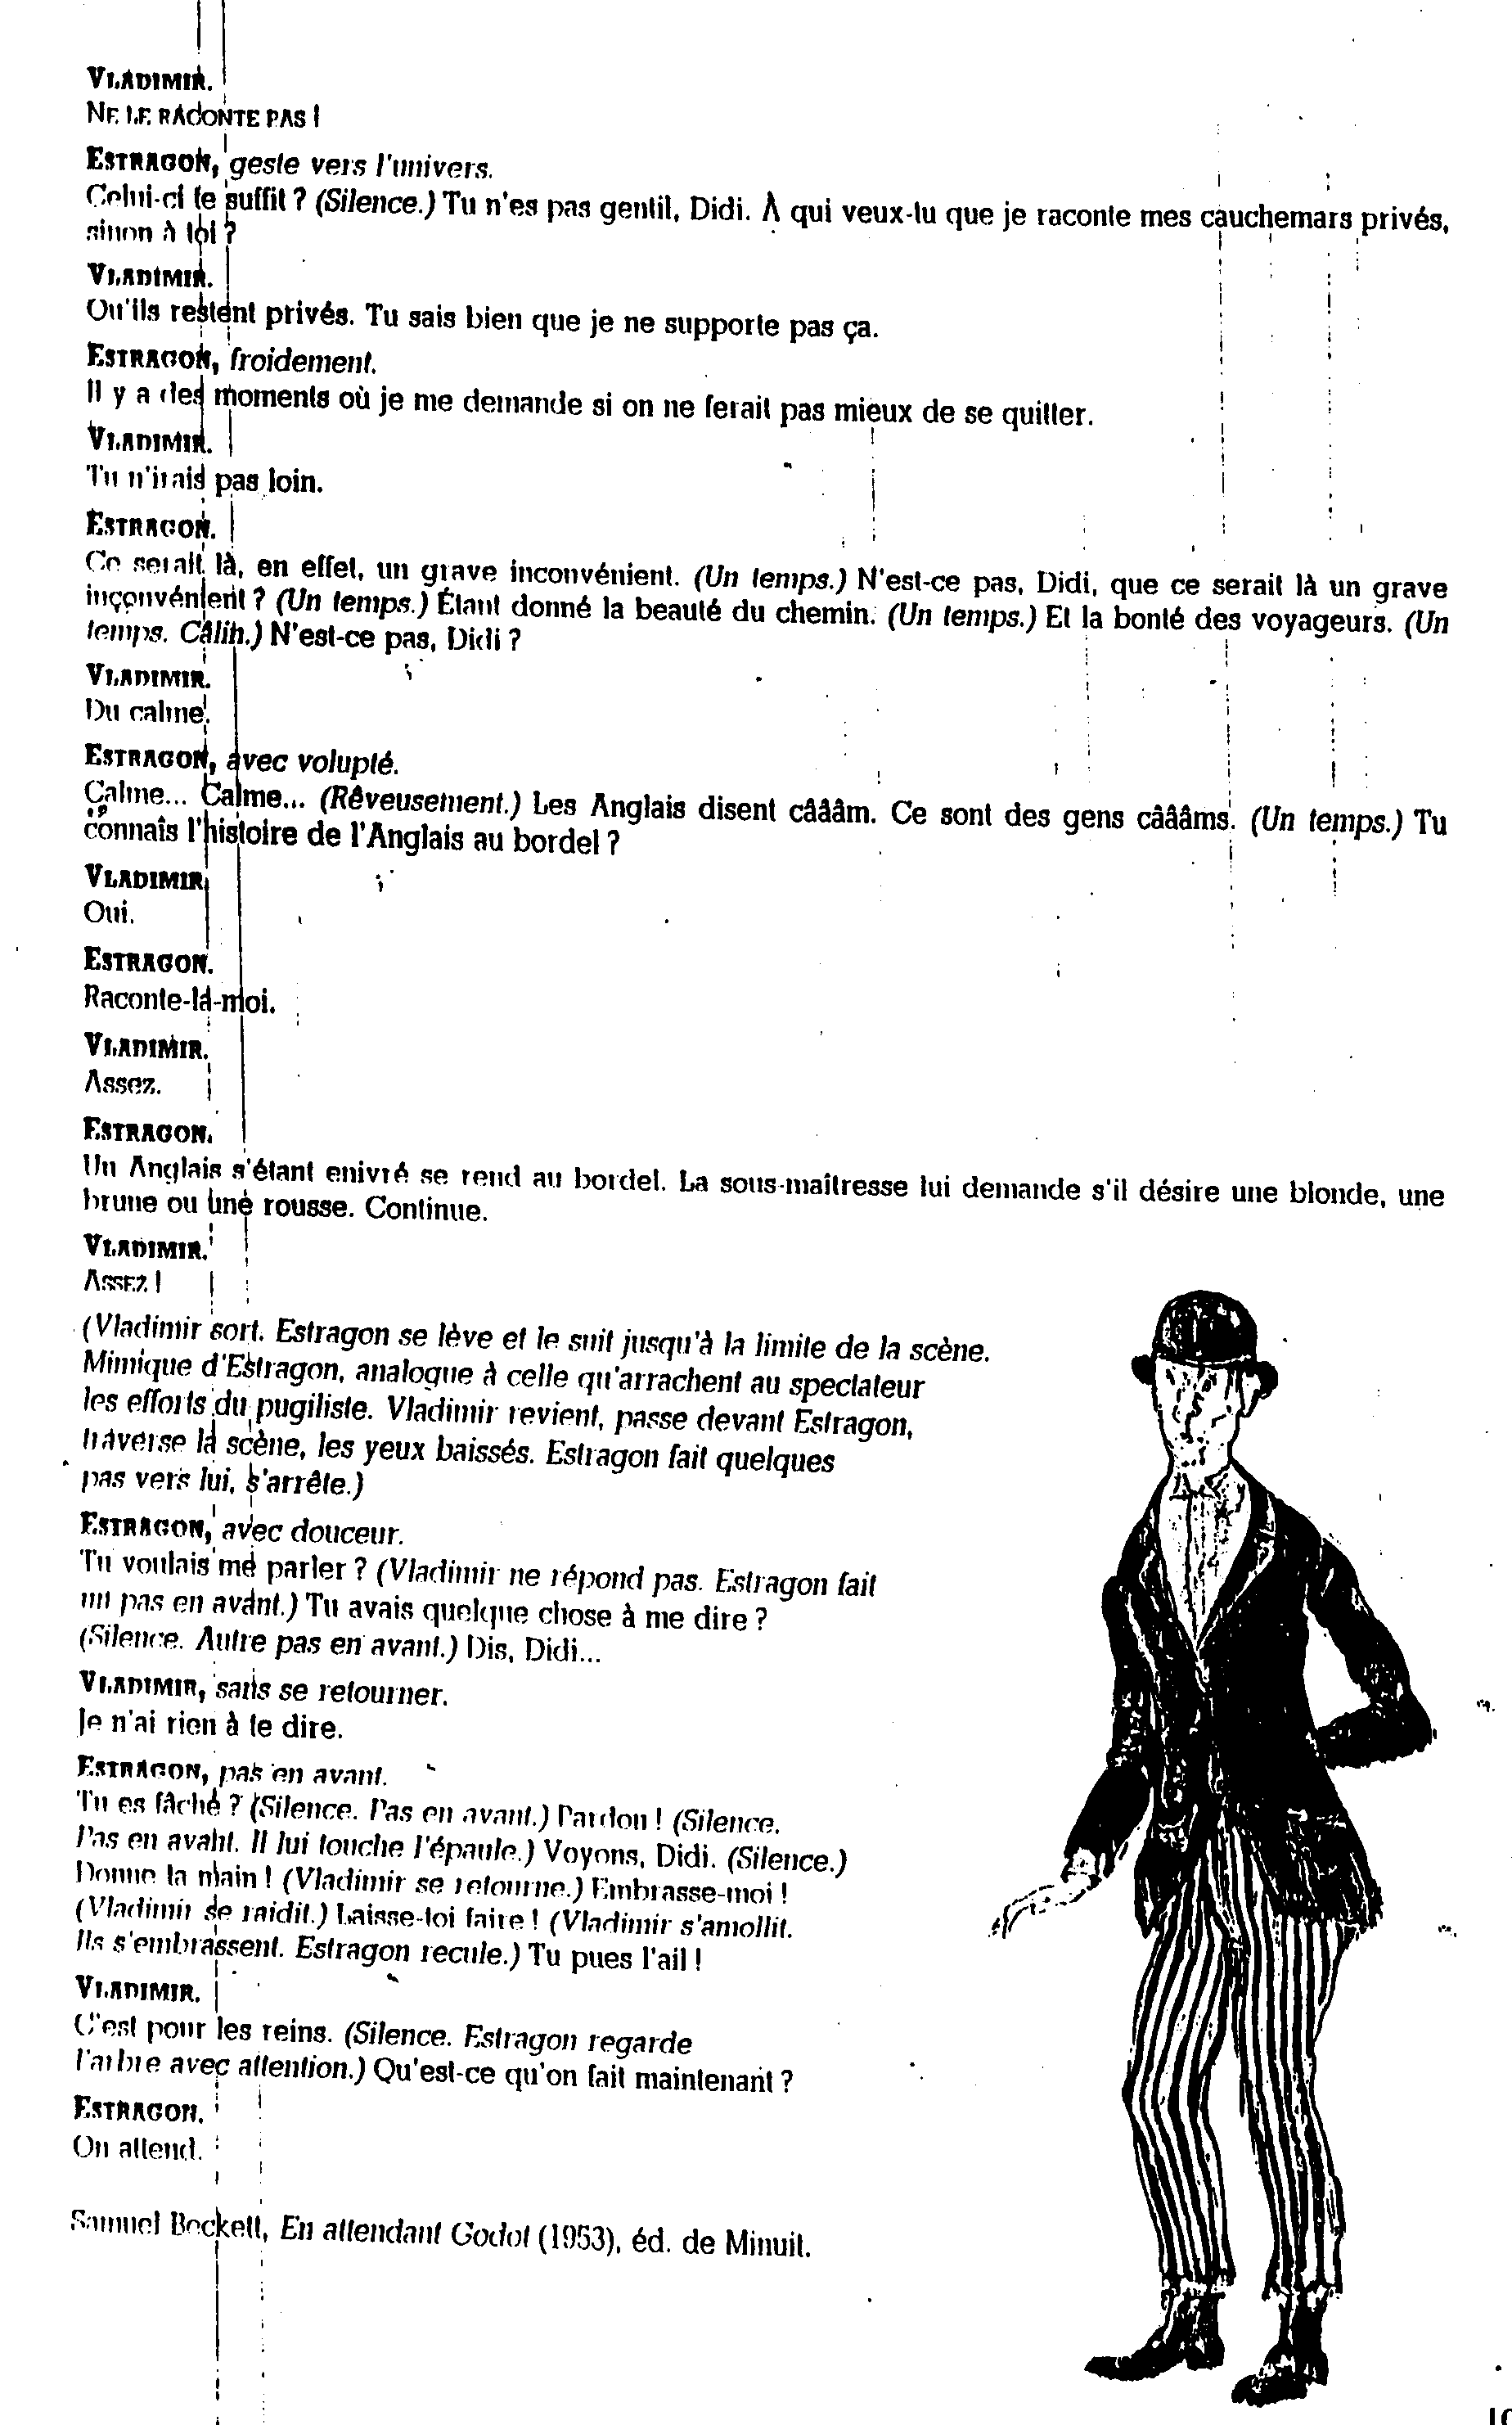 VLADIMIR.
NE LE RACONTE PAS !
ESTRAGON, geste vers l'univers.
Celui-ci te suffit ? (Silence.) Tu n'es pas gentil, Didi. À qui veux-tu que je raconte mes cauchemars privés,
sinon à toi ?
VLADIMIR.
Qu'ils restent privés. Tu sais bien que je ne supporte pas ça.
ESTRAGON, froidement.
Il y a des moments où je me demande si on ne ferait pas mieux de se quitter.
VLADIMIR.
Tu n'irais pas loin.
ESTRAGON.
Ce serait là, en effet, un grave inconvénient. (Un temps.) N'est-ce pas, Didi, que ce serait là un grave
inconvénient ? (Un temps.) Étant donné la beauté du chemin. (Un temps.) Et la bonté des voyageurs. (Un
temps. Câlin.) N'est-ce pas, Didi ?
VLADIMIR.
Du calme.
ESTRAGON, avec volupté.
Calme... Calme... (Rêveusement.) Les Anglais disent câââm. Ce sont des gens câââms. (Un temps.) Tu
connais l'histoire de l'Anglais au bordel ?
VLADIMIR.
Oui.
ESTRAGON.
Raconte-la-moi.
VLADIMIR.
Assez.
ESTRAGON.
Un Anglais s'étant enivré se rend au bordel. La sous-maîtresse lui demande s'il désire une blonde, une
brune ou une rousse. Continue.
VLADIMIR.
ASSEZ !
(Vladimir sort. Estragon se lève et le suit jusqu'à la limite de la scène.
Mimique d'Estragon, analogue à celle qu'arrachent au spectateur
les efforts du pugiliste. Vladimir revient, passe devant Estragon,
traverse la scène, les yeux baissés. Estragon fait quelques
pas vers lui, s'arrête.)
ESTRAGON, avec douceur.
Tu voulais me parler ? (Vladimir ne répond pas. Estragon fait
un pas en avant.) Tu avais quelque chose à me dire ?
(Silence. Autre pas en avant.) Dis, Didi...
VLADIMIR, sans se retourner.
Je n'ai rien à te dire.
ESTRAGON, pas en avant.
Tu es fâché ? (Silence. Pas en avant.) Pardon ! (Silence.
Pas en avant. Il lui touche l'épaule.) Voyons, Didi. (Silence.)
Donne ta main ! (Vladimir se retourne.) Embrasse-moi !
(Vladimir se raidit.) Laisse-toi faire ! (Vladimir s'amollit.
Ils s'embrassent. Estragon recule.) Tu pues l'ail !
VLADIMIR.
C'est pour les reins. (Silence. Estragon regarde
l'arbre avec attention.) Qu'est-ce qu'on fait maintenant ?
ESTRAGON.
On attend.
Samuel Beckett, En attendant Godot (1953), éd. de Minuit.